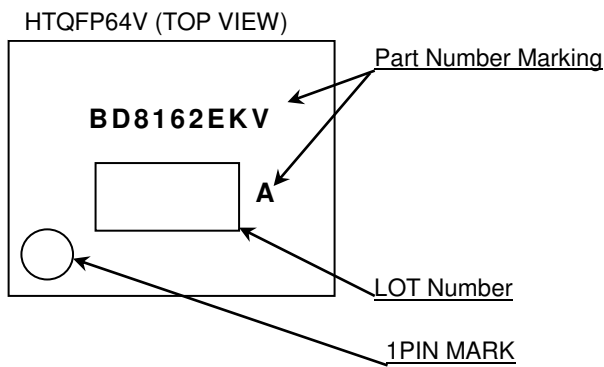 HTQFP64V (TOP VIEW)
Part Number Marking
BD8162EKV
A
LOT Number
1PIN MARK